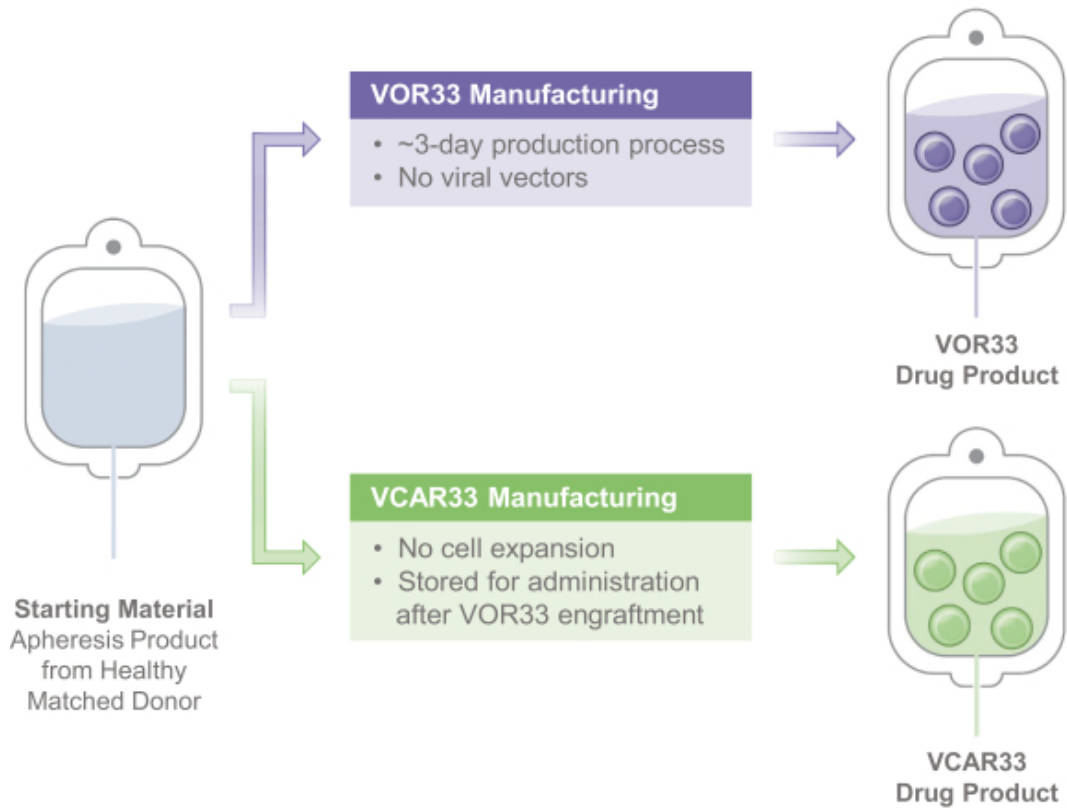 VOR33 Manufacturing
• ~3-day production process
• No viral vectors
VOR33
Drug Product
Starting Material
Apheresis Product
from Healthy
Matched Donor
VCAR33 Manufacturing
• No cell expansion
• Stored for administration
after VOR33 engraftment
VCAR33
Drug Product